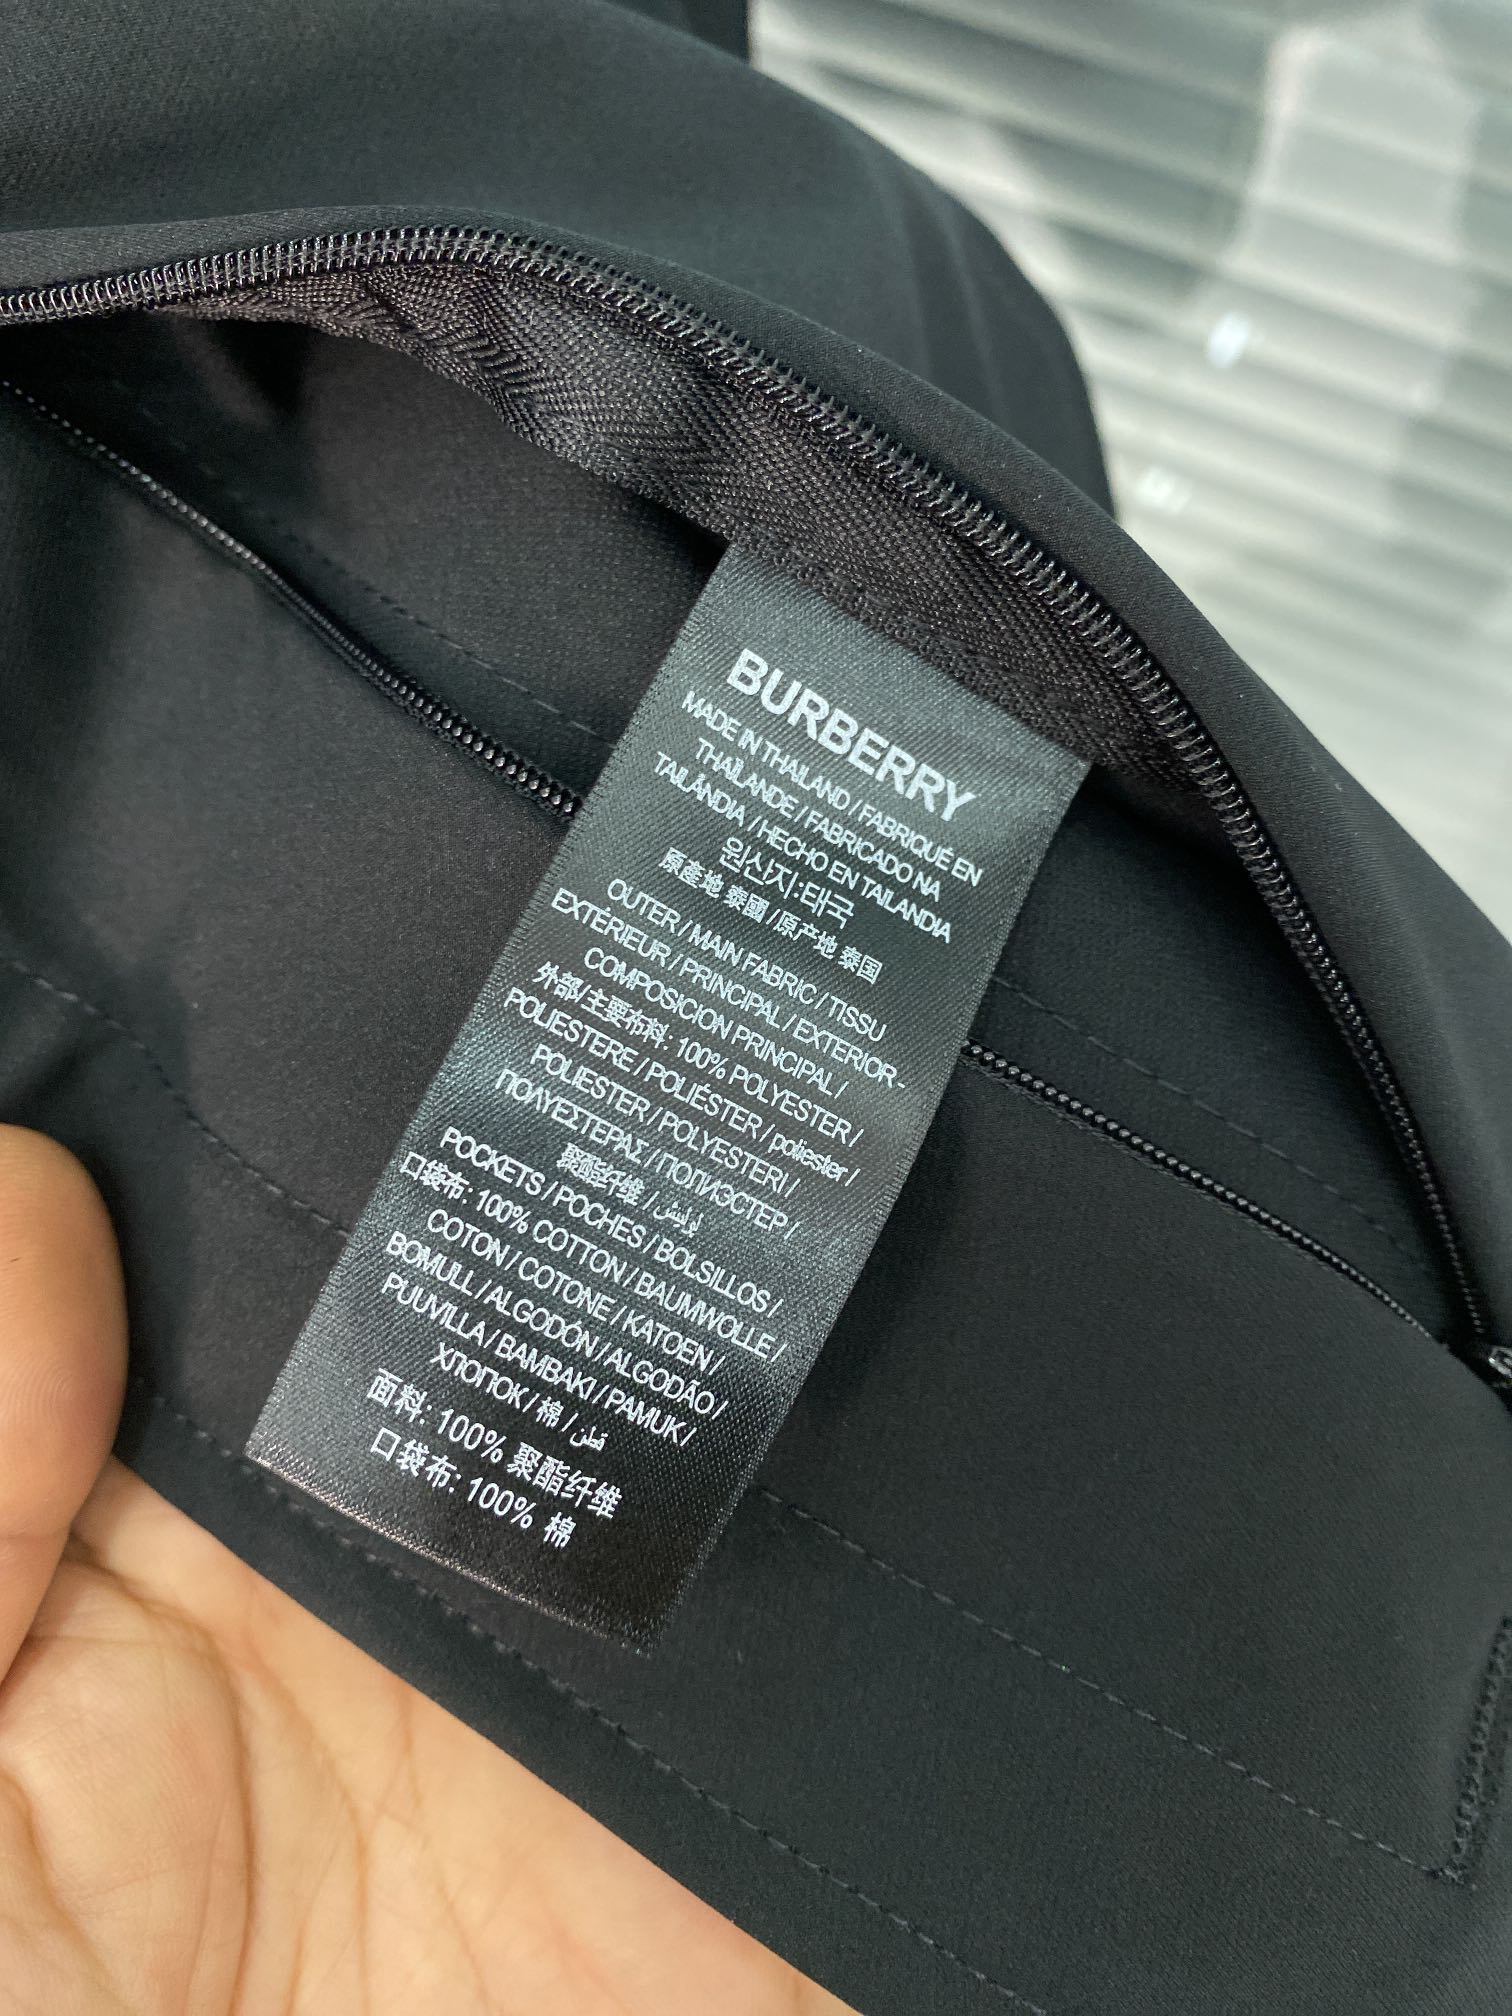 BURBERRY
MADE IN THAILAND / FABRIQUÉ EN
THAÏLANDE / FABRICADO NA
TAILÂNDIA / HECHO EN TAILANDIA
원산지:태국
原產地 泰國 / 原产地 泰国
OUTER / MAIN FABRIC / TISSU
EXTÉRIEUR / PRINCIPAL / EXTERIOR -
COMPOSICION PRINCIPAL /
外部/主要布料: 100% POLYESTER /
POLIESTERE / POLIÉSTER / poliester /
POLIESTER / POLYESTERI /
ΠΟΛΥΕΣΤΕΡΑΣ / ПОЛИЭСТЕР /
聚酯纤维 / بوليستر
POCKETS / POCHES / BOLSILLOS /
口袋布: 100% COTTON / BAUMWOLLE /
COTON / COTONE / KATOEN /
BOMULL / ALGODÓN / ALGODÃO /
PUUVILLA / BAMBAKI / PAMUK /
ХЛОПОК / 棉 / قطن
面料: 100% 聚酯纤维
口袋布: 100% 棉